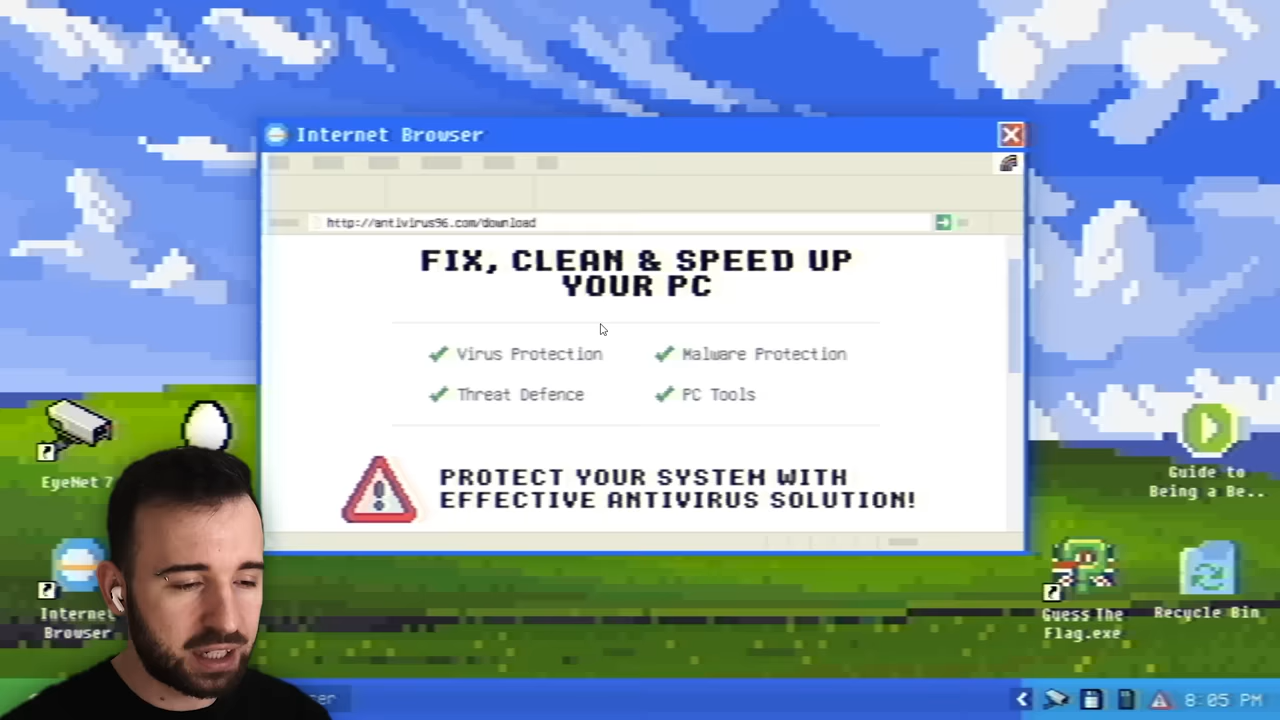 Internet Browser
http://antivirus96.com/download
FIX, CLEAN & SPEED UP
YOUR PC
Virus Protection
Malware Protection
Threat Defence
PC Tools
PROTECT YOUR SYSTEM WITH
EFFECTIVE ANTIVIRUS SOLUTION!
EyeNet 7
Internet
Browser
Guide to
Being a Be..
Guess The
Flag.exe
Recycle Bin
8:05 PM